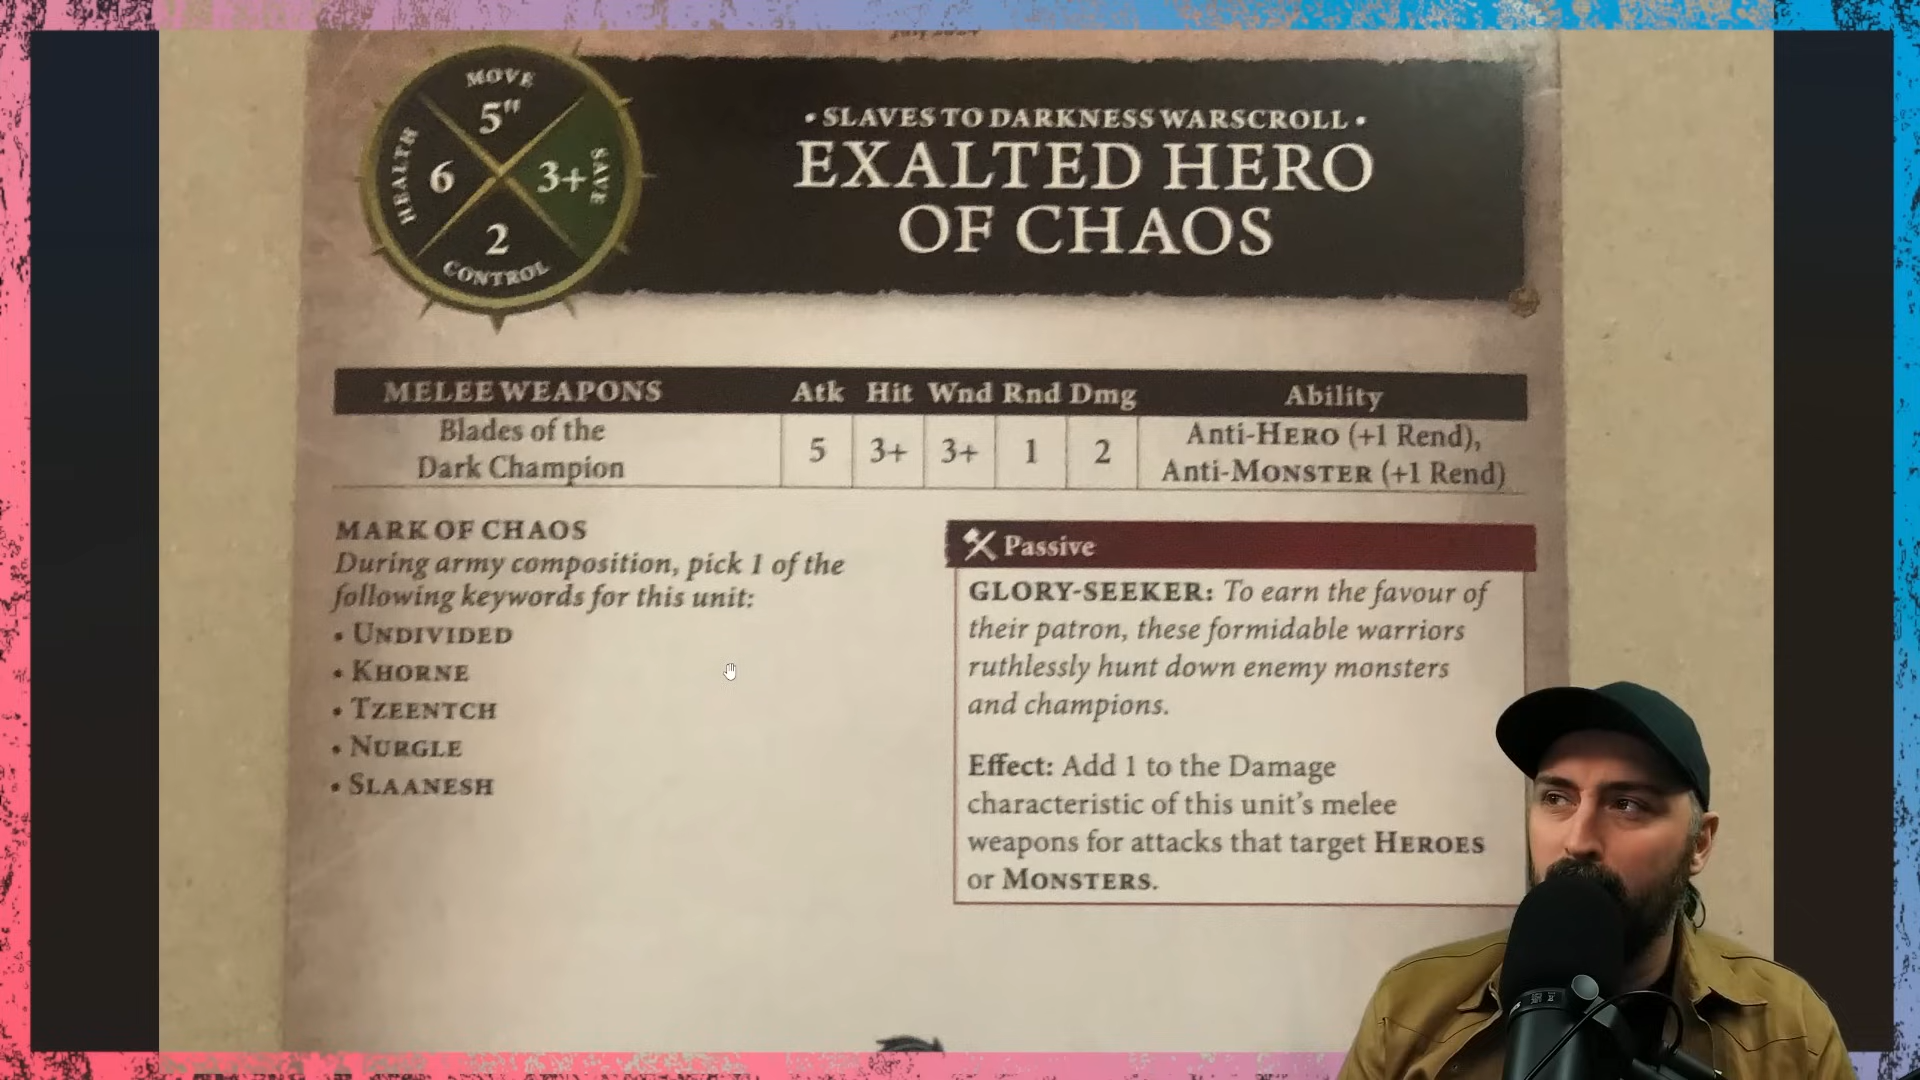 July 2024
MOVE
5"
HEALTH
6
3+
SAVE
2
CONTROL
• SLAVES TO DARKNESS WARSCROLL •
EXALTED HERO
OF CHAOS
MELEE WEAPONS Atk Hit Wnd Rnd Dmg Ability
Blades of the
Dark Champion
5 3+ 3+ 1 2
Anti-HERO (+1 Rend),
Anti-MONSTER (+1 Rend)
MARK OF CHAOS
During army composition, pick 1 of the
following keywords for this unit:
• UNDIVIDED
• KHORNE
• TZEENTCH
• NURGLE
• SLAANESH
Passive
GLORY-SEEKER: To earn the favour of
their patron, these formidable warriors
ruthlessly hunt down enemy monsters
and champions.
Effect: Add 1 to the Damage
characteristic of this unit's melee
weapons for attacks that target HEROES
or MONSTERS.